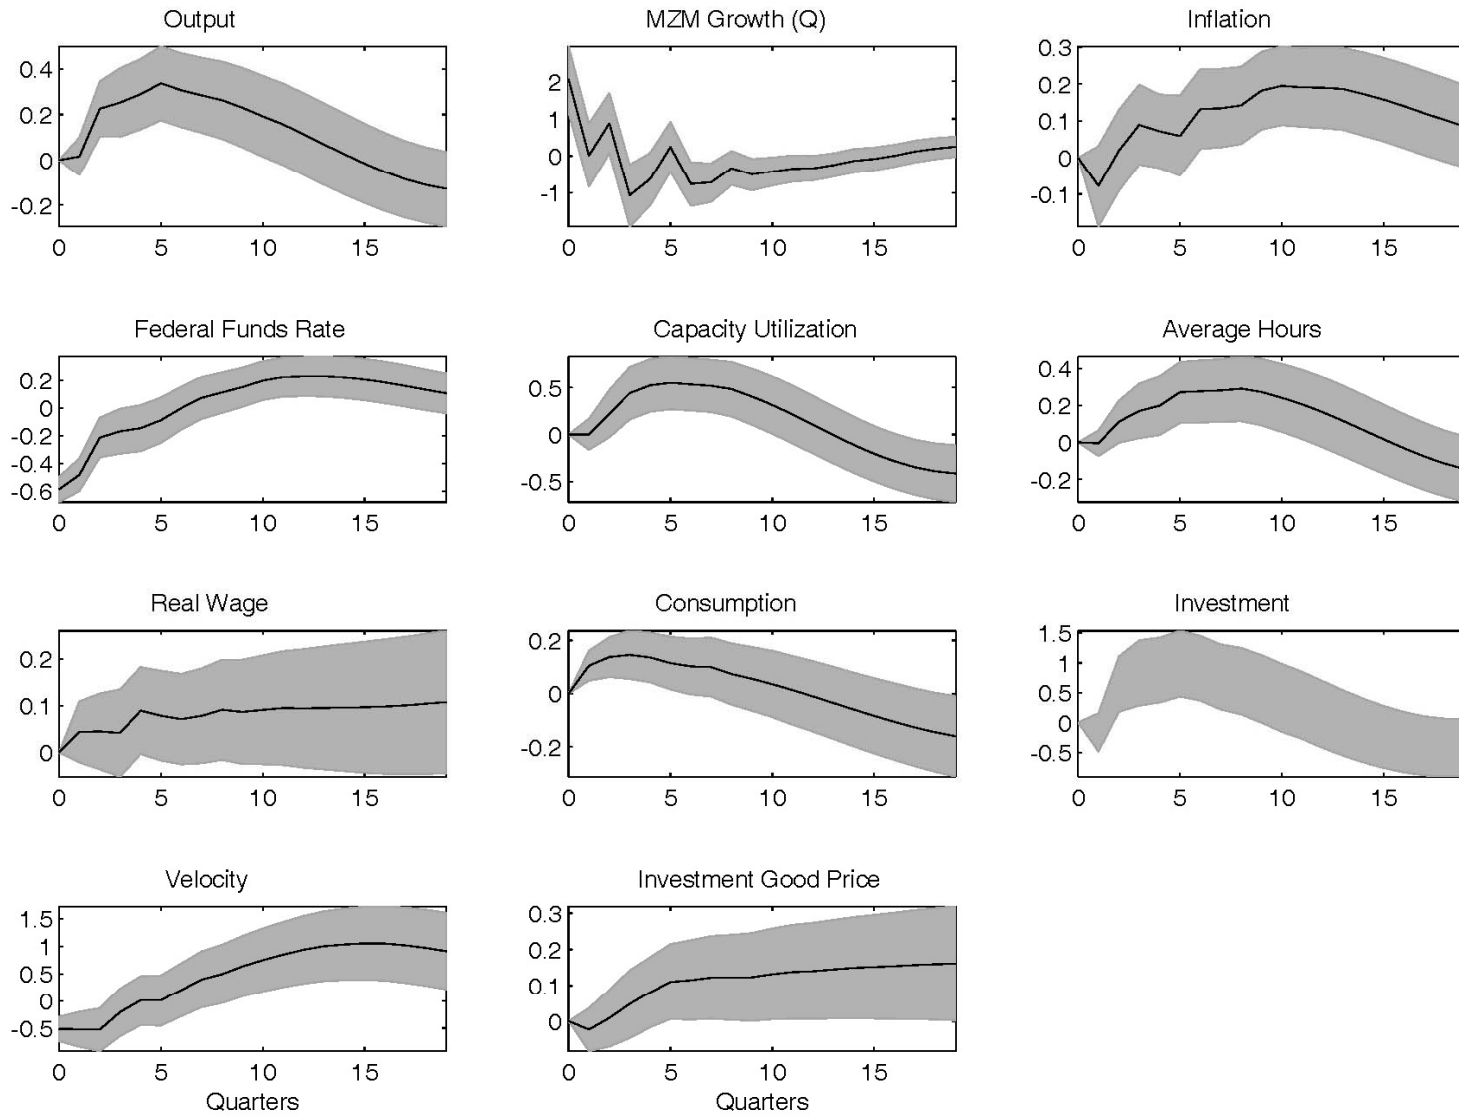 Output
0.4
0.2
0
-0.2
0 5 10 15
MZM Growth (Q)
2
1
0
-1
0 5 10 15
Inflation
0.3
0.2
0.1
0
-0.1
0 5 10 15
Federal Funds Rate
0.2
0
-0.2
-0.4
-0.6
0 5 10 15
Capacity Utilization
0.5
0
-0.5
0 5 10 15
Average Hours
0.4
0.2
0
-0.2
0 5 10 15
Real Wage
0.2
0.1
0
0 5 10 15
Consumption
0.2
0
-0.2
0 5 10 15
Investment
1.5
1
0.5
0
-0.5
0 5 10 15
Velocity
1.5
1
0.5
0
-0.5
0 5 10 15
Quarters
Investment Good Price
0.3
0.2
0.1
0
0 5 10 15
Quarters